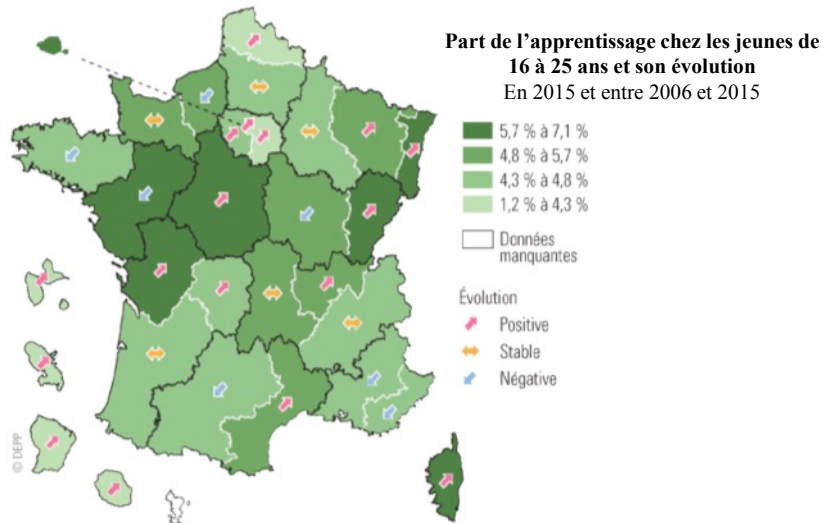 Part de l’apprentissage chez les jeunes de
16 à 25 ans et son évolution
En 2015 et entre 2006 et 2015
5,7 % à 7,1 %
4,8 % à 5,7 %
4,3 % à 4,8 %
1,2 % à 4,3 %
Données
manquantes
Évolution
Positive
Stable
Négative
© DEPP